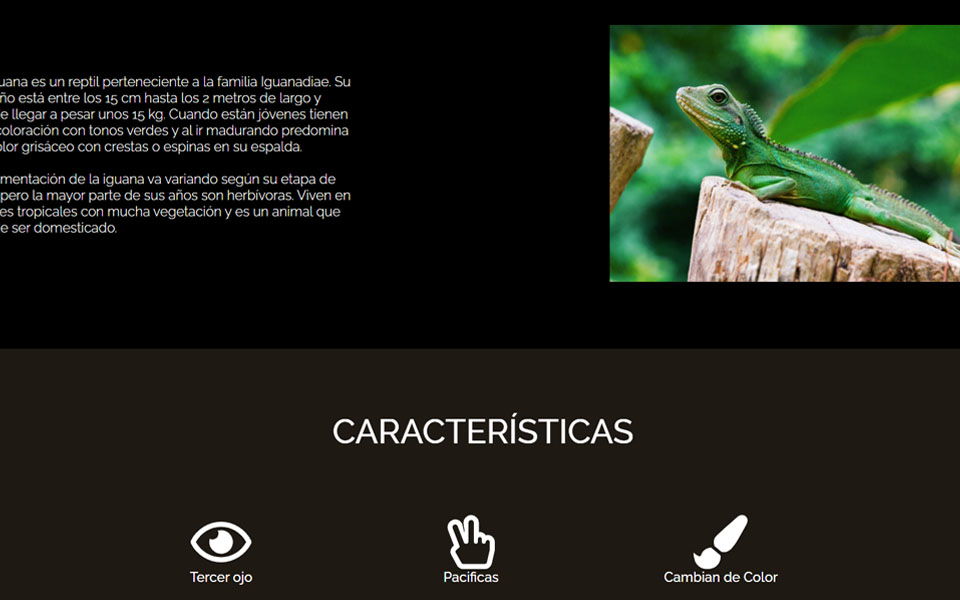 uana es un reptil perteneciente a la familia Iguanadiae. Su
ño está entre los 15 cm hasta los 2 metros de largo y
e llegar a pesar unos 15 kg. Cuando están jóvenes tienen
coloración con tonos verdes y al ir madurando predomina
olor grisáceo con crestas o espinas en su espalda.
mentación de la iguana va variando según su etapa de
pero la mayor parte de sus años son herbívoras. Viven en
es tropicales con mucha vegetación y es un animal que
e ser domesticado.
CARACTERÍSTICAS
Tercer ojo
Pacificas
Cambian de Color